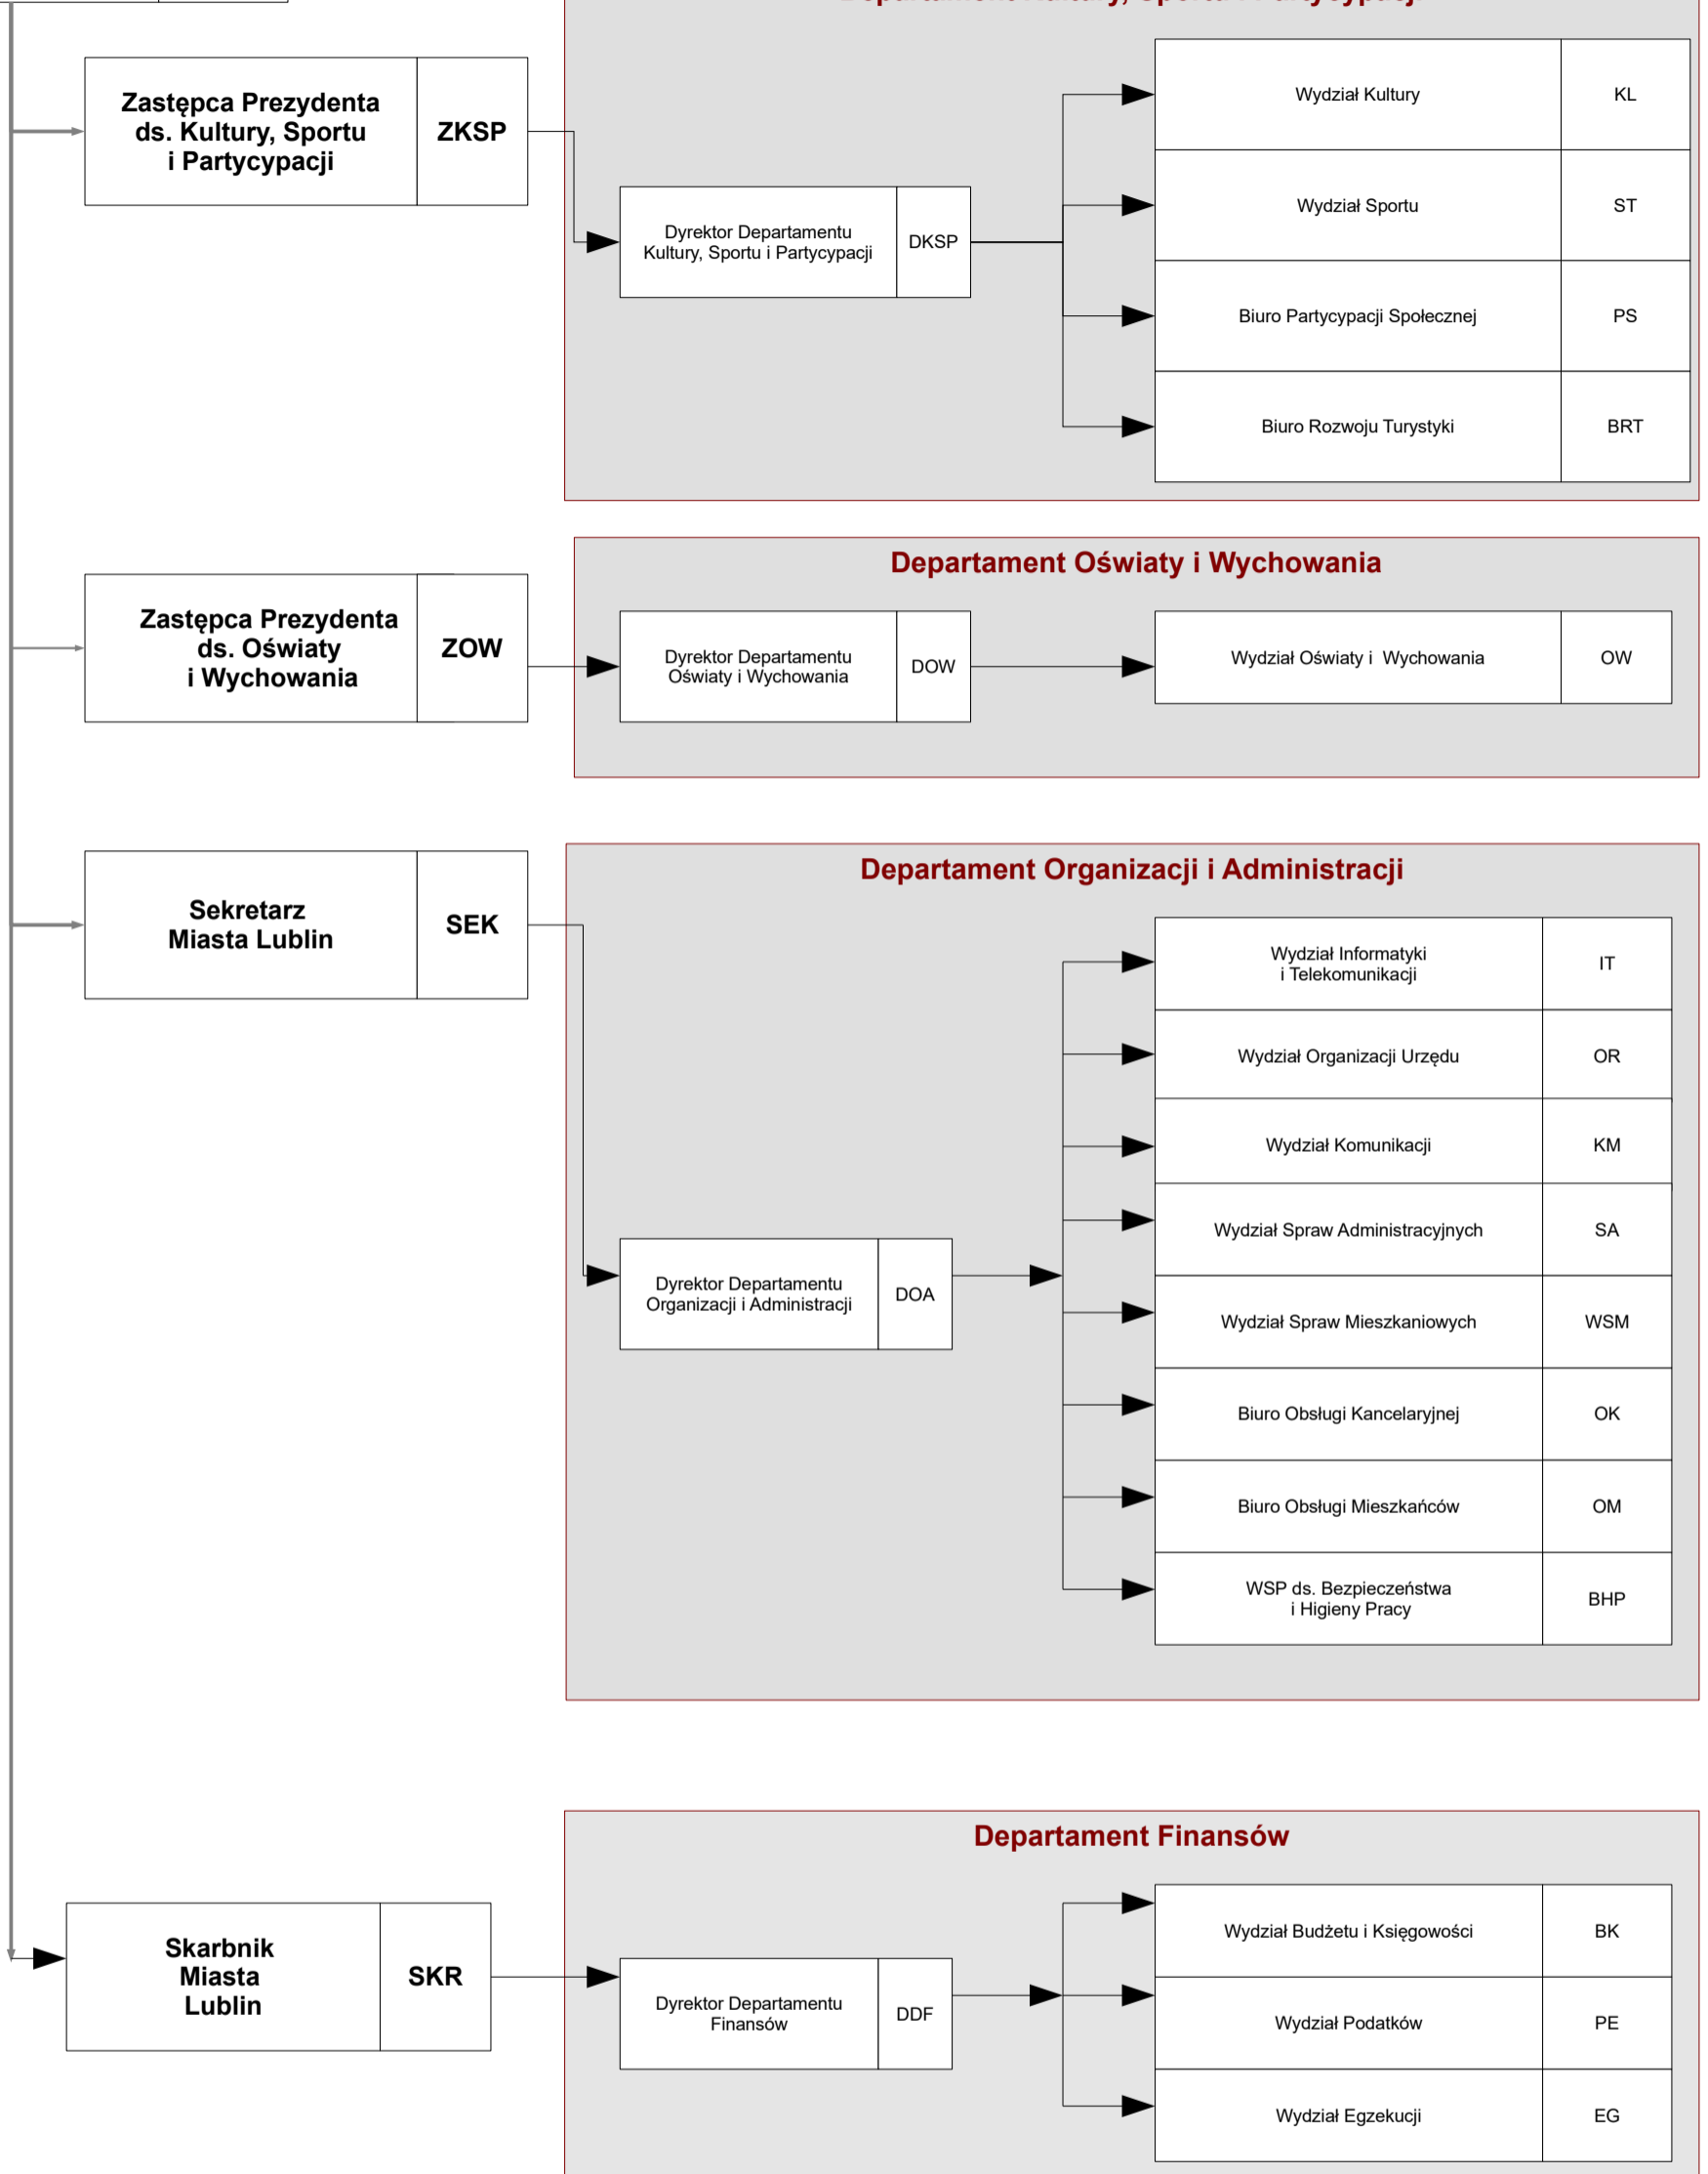 Departament Kultury, Sportu i Partycypacji
Zastępca Prezydenta
ds. Kultury, Sportu
i Partycypacji
ZKSP
Dyrektor Departamentu
Kultury, Sportu i Partycypacji
DKSP
Wydział Kultury
KL
Wydział Sportu
ST
Biuro Partycypacji Społecznej
PS
Biuro Rozwoju Turystyki
BRT
Departament Oświaty i Wychowania
Zastępca Prezydenta
ds. Oświaty
i Wychowania
ZOW
Dyrektor Departamentu
Oświaty i Wychowania
DOW
Wydział Oświaty i  Wychowania
OW
Departament Organizacji i Administracji
Sekretarz
Miasta Lublin
SEK
Dyrektor Departamentu
Organizacji i Administracji
DOA
Wydział Informatyki
i Telekomunikacji
IT
Wydział Organizacji Urzędu
OR
Wydział Komunikacji
KM
Wydział Spraw Administracyjnych
SA
Wydział Spraw Mieszkaniowych
WSM
Biuro Obsługi Kancelaryjnej
OK
Biuro Obsługi Mieszkańców
OM
WSP ds. Bezpieczeństwa
i Higieny Pracy
BHP
Departament Finansów
Skarbnik
Miasta
Lublin
SKR
Dyrektor Departamentu
Finansów
DDF
Wydział Budżetu i Księgowości
BK
Wydział Podatków
PE
Wydział Egzekucji
EG